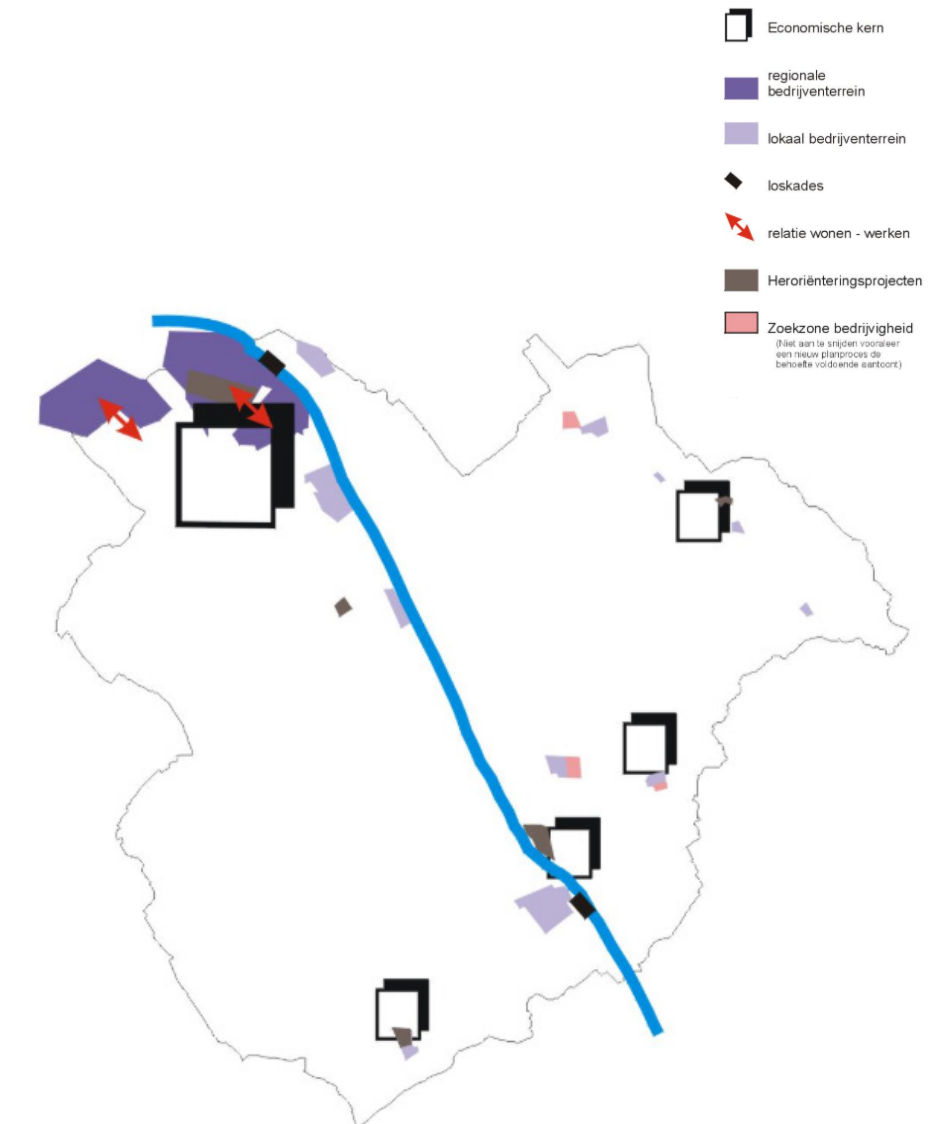 Economische kern
regionale
bedrijventerrein
lokaal bedrijventerrein
loskades
relatie wonen - werken
Heroriënteringsprojecten
Zoekzone bedrijvigheid
(Niet aan te snijden vooraleer
een nieuw planproces de
behoefte voldoende aantoont)